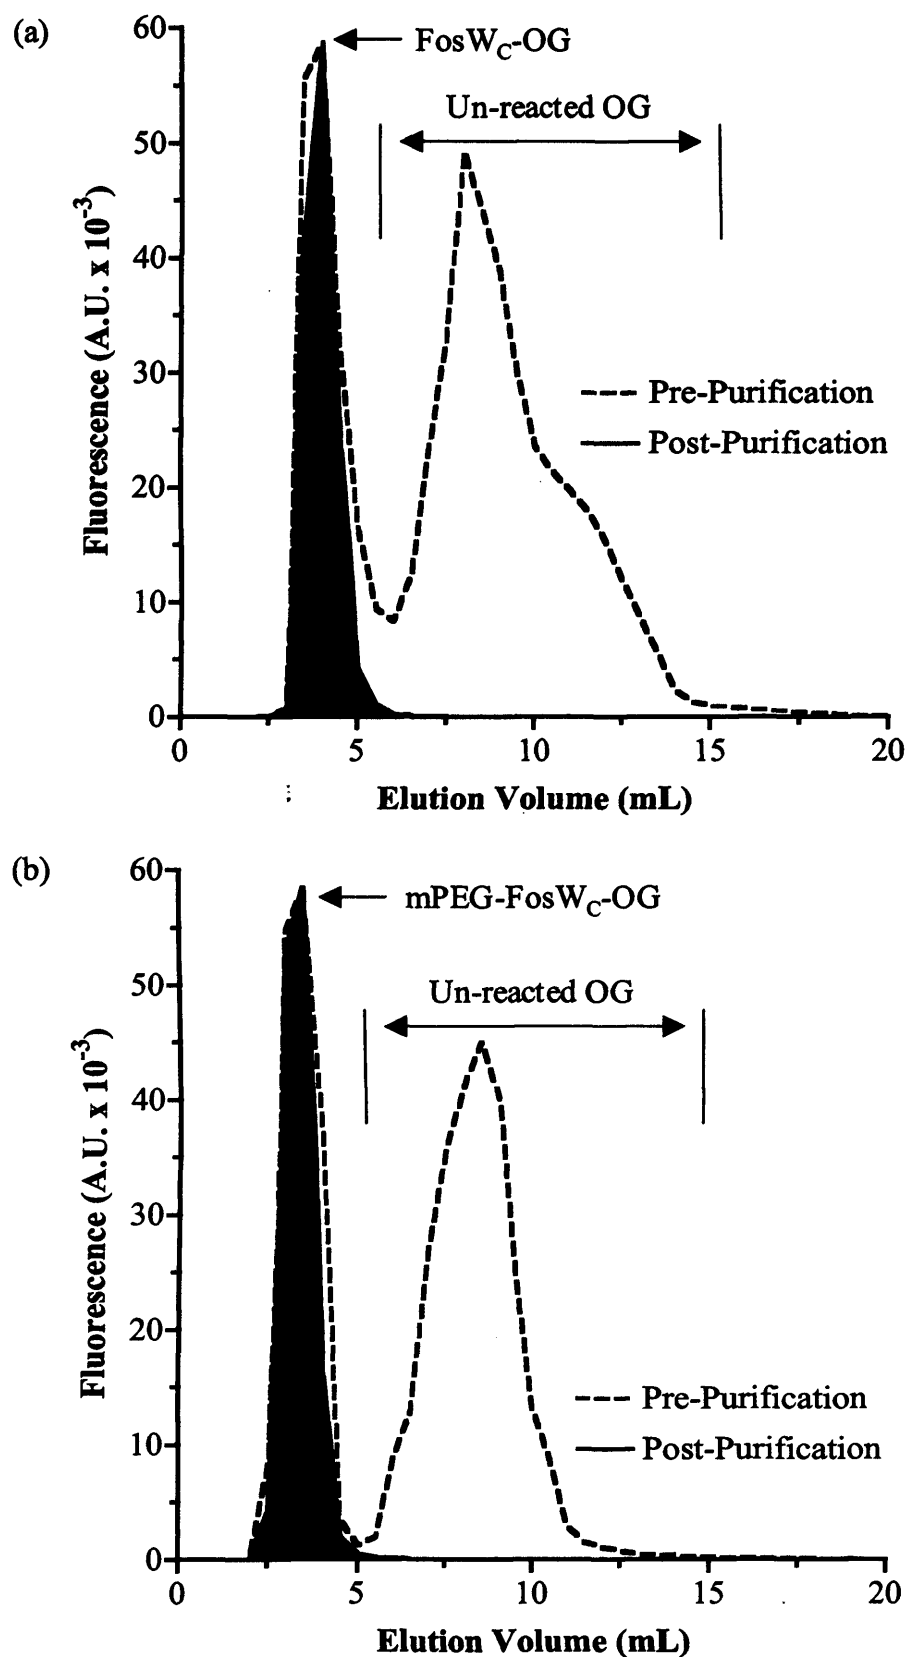 (a)
60
50
40
30
20
10
0
Fluorescence (A.U. x 10⁻³)
FosW_C-OG
Un-reacted OG
Pre-Purification
Post-Purification
0 5 10 15 20
Elution Volume (mL)
(b)
60
50
40
30
20
10
0
Fluorescence (A.U. x 10⁻³)
mPEG-FosW_C-OG
Un-reacted OG
Pre-Purification
Post-Purification
0 5 10 15 20
Elution Volume (mL)